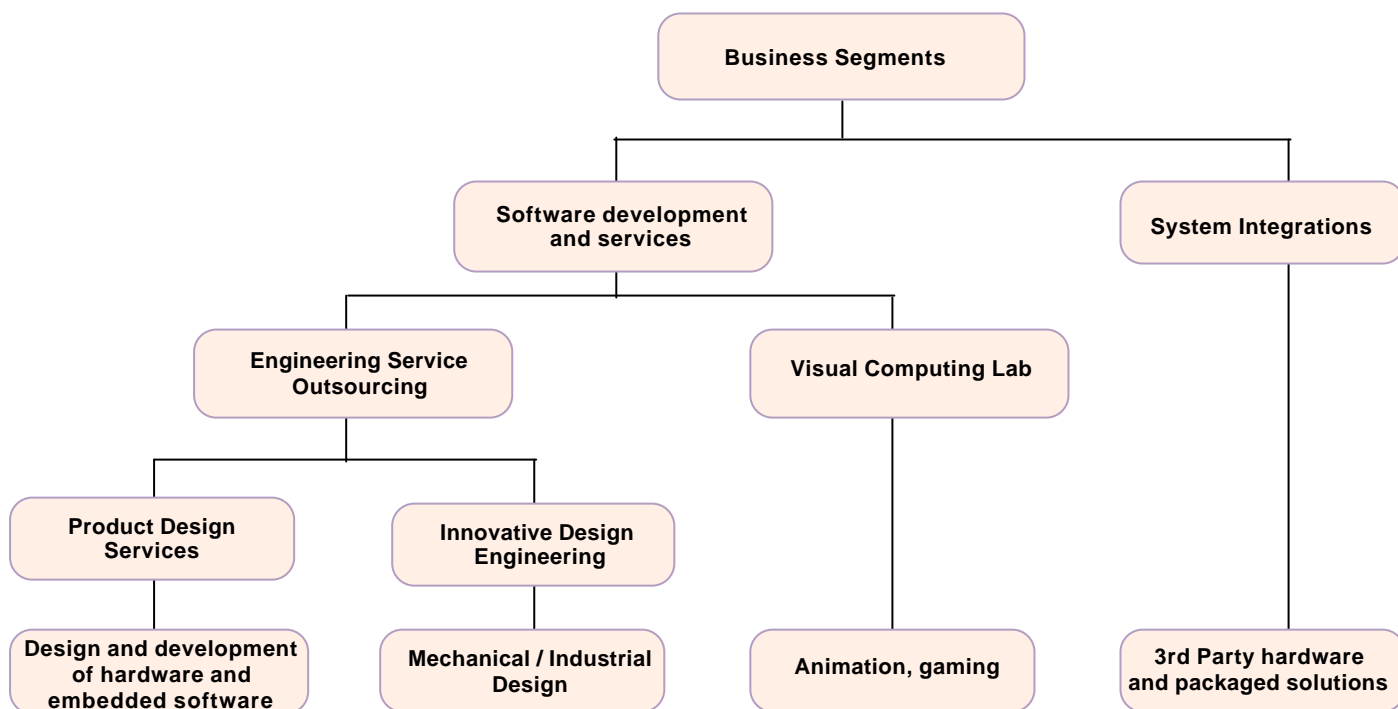 Business Segments
Software development
and services
System Integrations
Engineering Service
Outsourcing
Visual Computing Lab
Product Design
Services
Innovative Design
Engineering
Design and development
of hardware and
embedded software
Mechanical / Industrial
Design
Animation, gaming
3rd Party hardware
and packaged solutions